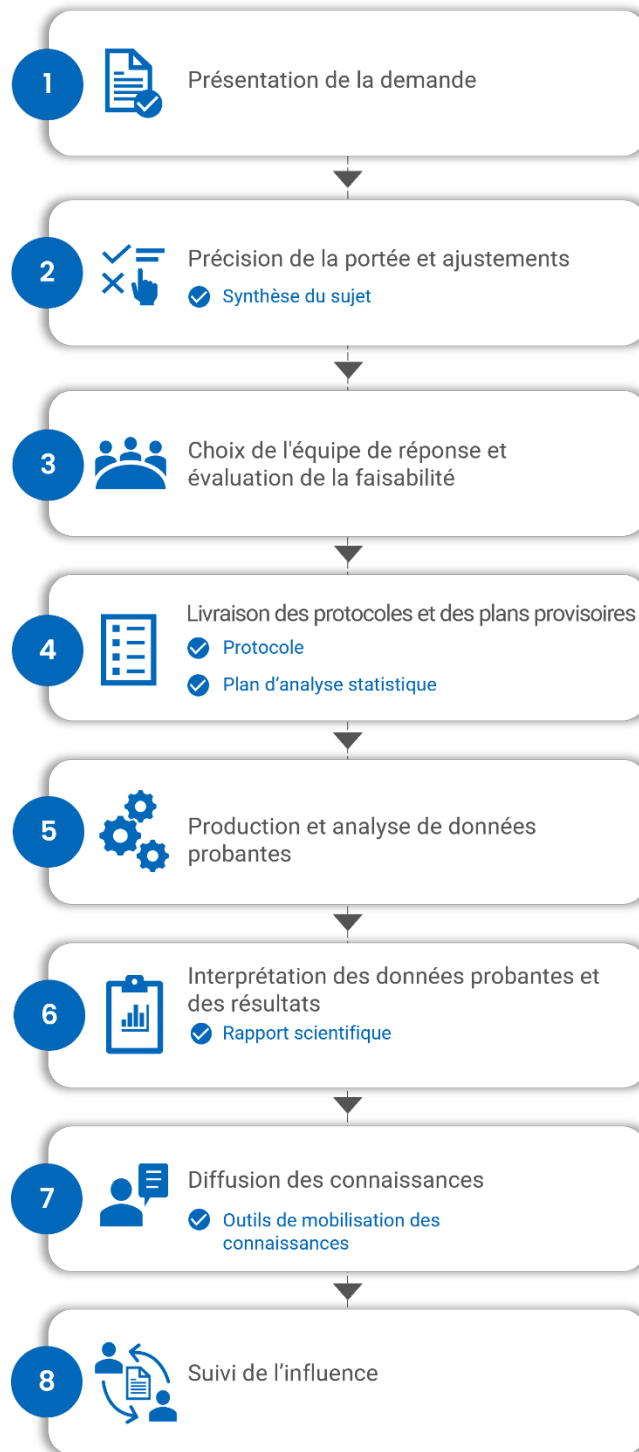 1
Présentation de la demande
2
Précision de la portée et ajustements
Synthèse du sujet
3
Choix de l'équipe de réponse et
évaluation de la faisabilité
4
Livraison des protocoles et des plans provisoires
Protocole
Plan d’analyse statistique
5
Production et analyse de données
probantes
6
Interprétation des données probantes et
des résultats
Rapport scientifique
7
Diffusion des connaissances
Outils de mobilisation des
connaissances
8
Suivi de l’influence